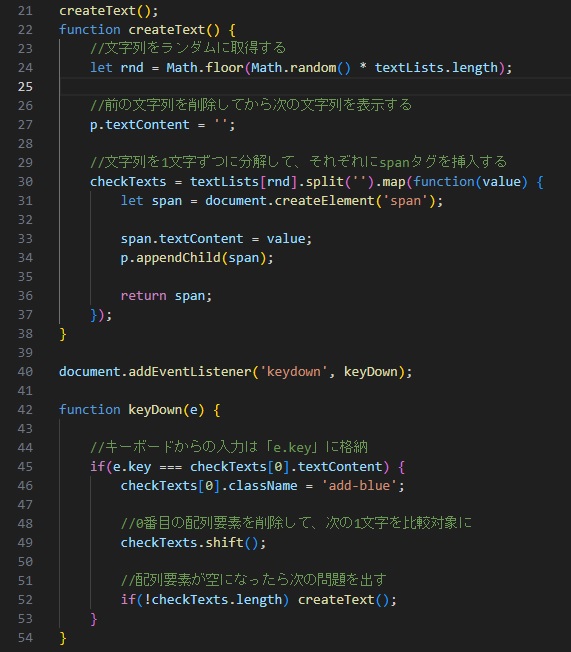 21 createText();
22 function createText() {
23     //文字列をランダムに取得する
24     let rnd = Math.floor(Math.random() * textLists.length);
25
26     //前の文字列を削除してから次の文字列を表示する
27     p.textContent = '';
28
29     //文字列を1文字ずつに分解して、それぞれにspanタグを挿入する
30     checkTexts = textLists[rnd].split('').map(function(value) {
31         let span = document.createElement('span');
32
33         span.textContent = value;
34         p.appendChild(span);
35
36         return span;
37     });
38 }
39
40 document.addEventListener('keydown', keyDown);
41
42 function keyDown(e) {
43
44     //キーボードからの入力は「e.key」に格納
45     if(e.key === checkTexts[0].textContent) {
46         checkTexts[0].className = 'add-blue';
47
48         //0番目の配列要素を削除して、次の1文字を比較対象に
49         checkTexts.shift();
50
51         //配列要素が空になったら次の問題を出す
52         if(!checkTexts.length) createText();
53     }
54 }